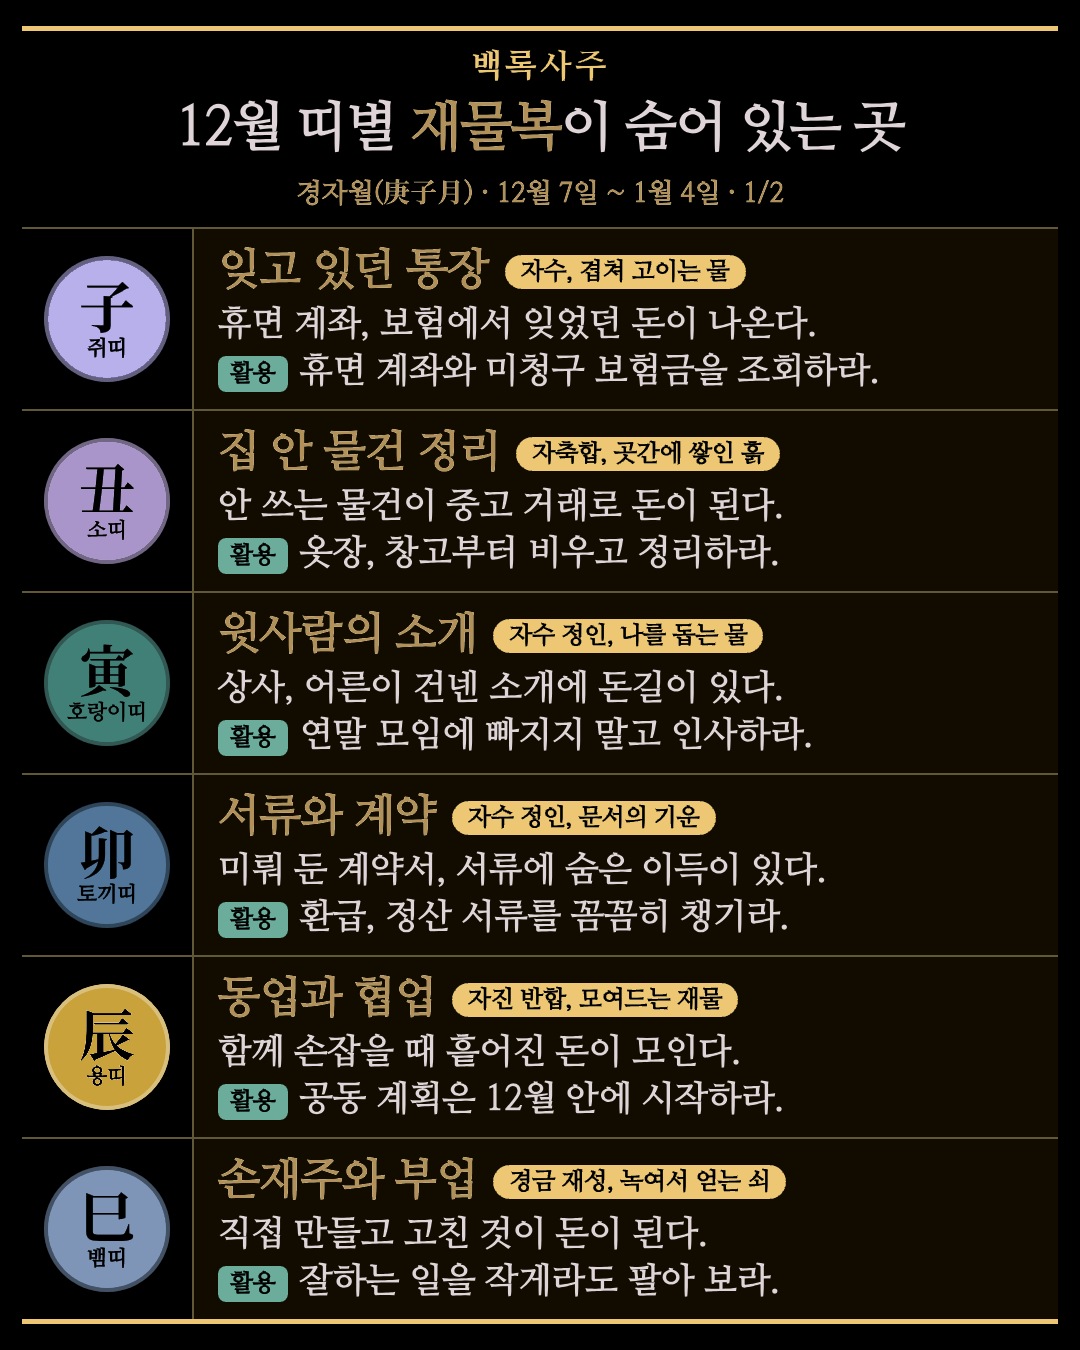 백록사주
12월 띠별 재물복이 숨어 있는 곳
경자월(庚子月) · 12월 7일 ~ 1월 4일 · 1/2
子
쥐띠
잊고 있던 통장 자수, 겹쳐 고이는 물
휴면 계좌, 보험에서 잊었던 돈이 나온다.
활용 휴면 계좌와 미청구 보험금을 조회하라.
丑
소띠
집 안 물건 정리 자축합, 곳간에 쌓인 흙
안 쓰는 물건이 중고 거래로 돈이 된다.
활용 옷장, 창고부터 비우고 정리하라.
寅
호랑이띠
윗사람의 소개 자수 정인, 나를 돕는 물
상사, 어른이 건넨 소개에 돈길이 있다.
활용 연말 모임에 빠지지 말고 인사하라.
卯
토끼띠
서류와 계약 자수 정인, 문서의 기운
미뤄 둔 계약서, 서류에 숨은 이득이 있다.
활용 환급, 정산 서류를 꼼꼼히 챙기라.
辰
용띠
동업과 협업 자진 반합, 모여드는 재물
함께 손잡을 때 흩어진 돈이 모인다.
활용 공동 계획은 12월 안에 시작하라.
巳
뱀띠
손재주와 부업 경금 재성, 녹여서 얻는 쇠
직접 만들고 고친 것이 돈이 된다.
활용 잘하는 일을 작게라도 팔아 보라.